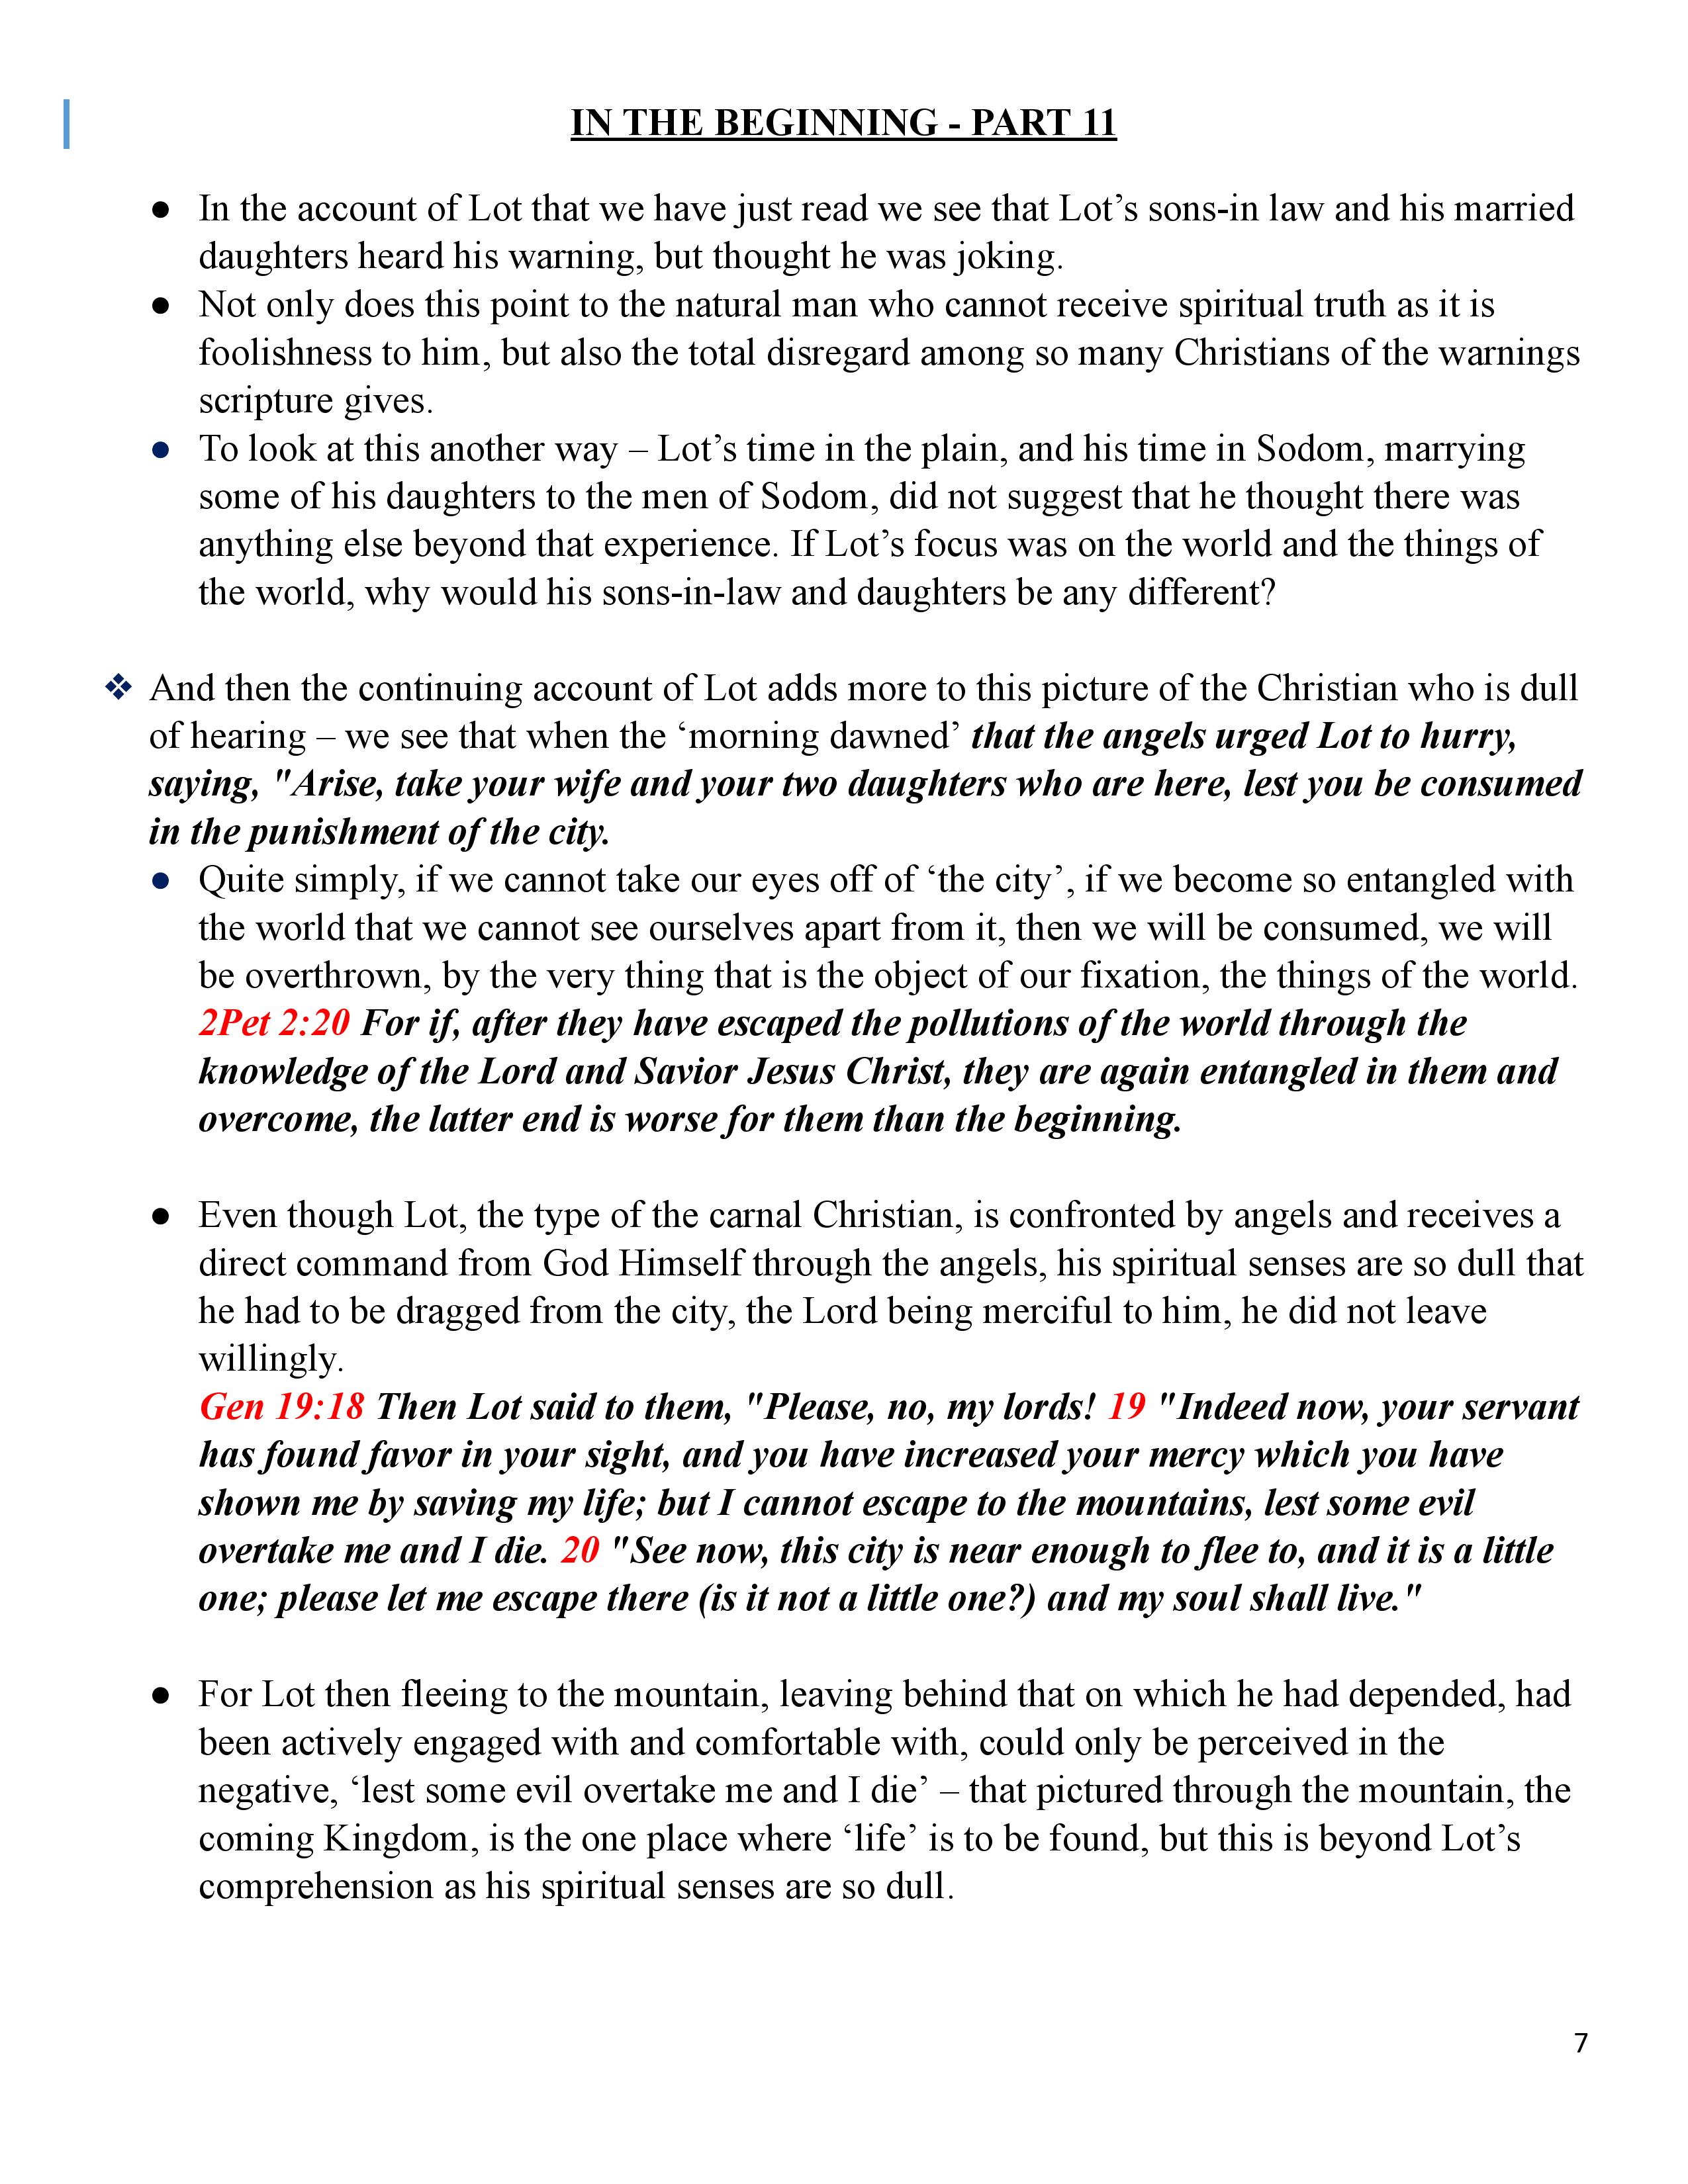 IN THE BEGINNING - PART 11
● In the account of Lot that we have just read we see that Lot’s sons-in law and his married
daughters heard his warning, but thought he was joking.
● Not only does this point to the natural man who cannot receive spiritual truth as it is
foolishness to him, but also the total disregard among so many Christians of the warnings
scripture gives.
● To look at this another way – Lot’s time in the plain, and his time in Sodom, marrying
some of his daughters to the men of Sodom, did not suggest that he thought there was
anything else beyond that experience. If Lot’s focus was on the world and the things of
the world, why would his sons-in-law and daughters be any different?
❖ And then the continuing account of Lot adds more to this picture of the Christian who is dull
of hearing – we see that when the ‘morning dawned’ that the angels urged Lot to hurry,
saying, "Arise, take your wife and your two daughters who are here, lest you be consumed
in the punishment of the city.
● Quite simply, if we cannot take our eyes off of ‘the city’, if we become so entangled with
the world that we cannot see ourselves apart from it, then we will be consumed, we will
be overthrown, by the very thing that is the object of our fixation, the things of the world.
2Pet 2:20 For if, after they have escaped the pollutions of the world through the
knowledge of the Lord and Savior Jesus Christ, they are again entangled in them and
overcome, the latter end is worse for them than the beginning.
● Even though Lot, the type of the carnal Christian, is confronted by angels and receives a
direct command from God Himself through the angels, his spiritual senses are so dull that
he had to be dragged from the city, the Lord being merciful to him, he did not leave
willingly.
Gen 19:18 Then Lot said to them, "Please, no, my lords! 19 "Indeed now, your servant
has found favor in your sight, and you have increased your mercy which you have
shown me by saving my life; but I cannot escape to the mountains, lest some evil
overtake me and I die. 20 "See now, this city is near enough to flee to, and it is a little
one; please let me escape there (is it not a little one?) and my soul shall live."
● For Lot then fleeing to the mountain, leaving behind that on which he had depended, had
been actively engaged with and comfortable with, could only be perceived in the
negative, ‘lest some evil overtake me and I die’ – that pictured through the mountain, the
coming Kingdom, is the one place where ‘life’ is to be found, but this is beyond Lot’s
comprehension as his spiritual senses are so dull.
7